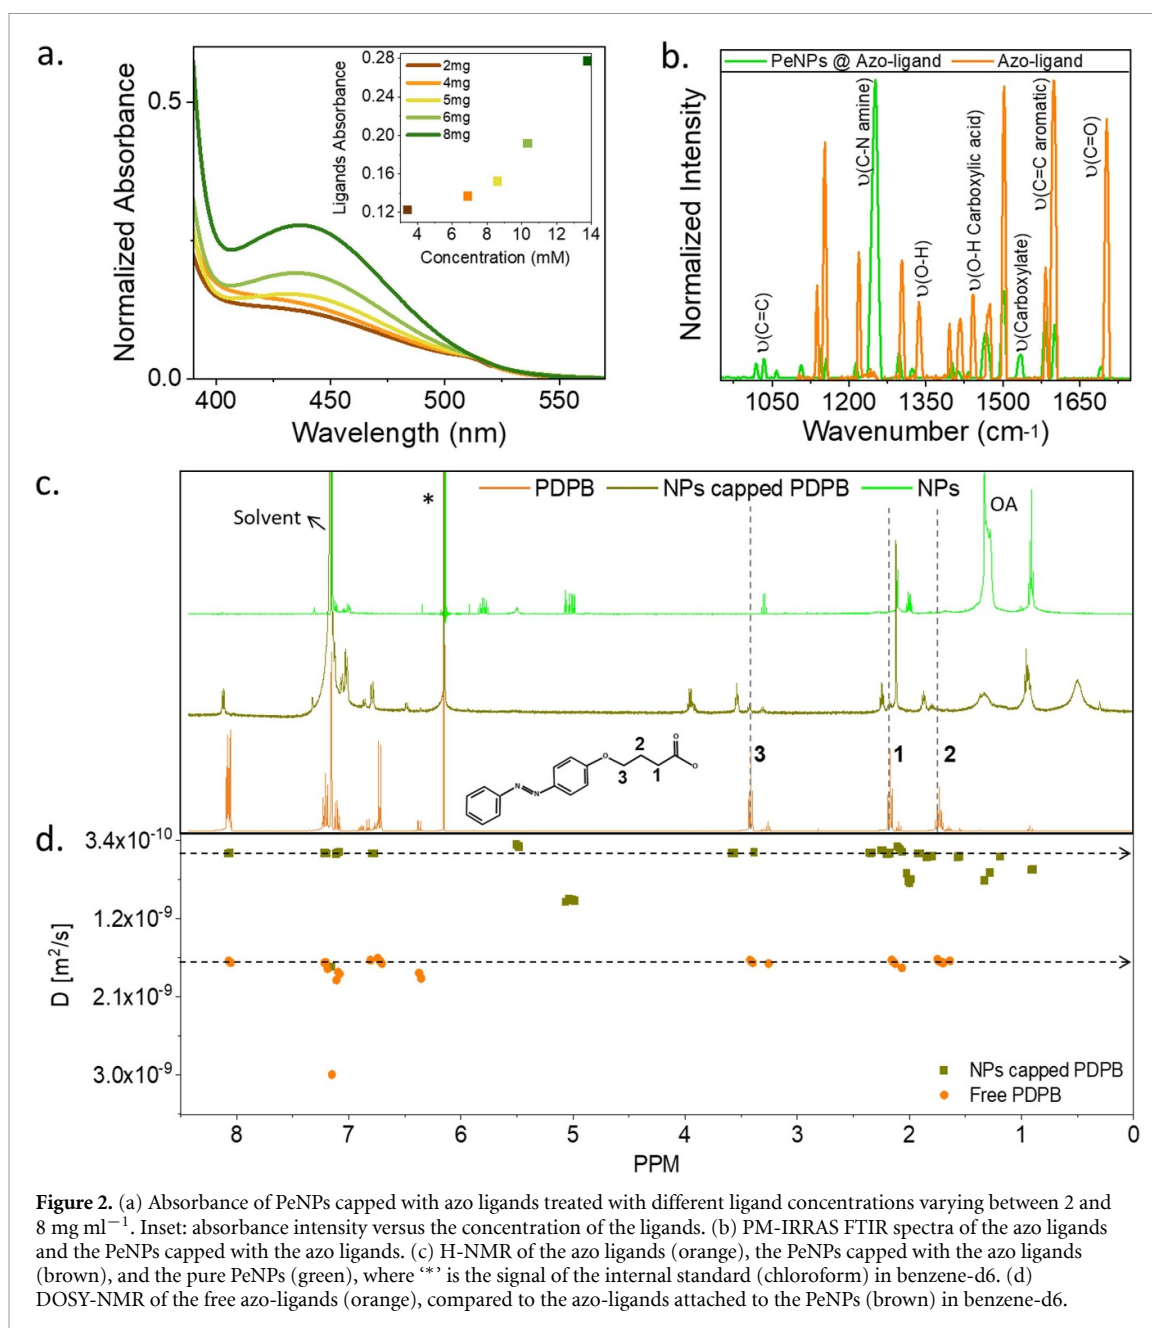 a.
Normalized Absorbance
0.5
0.0
400 450 500 550
Wavelength (nm)
Ligands Absorbance
0.28
0.24
0.20
0.16
0.12
2mg
4mg
5mg
6mg
8mg
4 6 8 10 12 14
Concentration (mM)
b.
PeNPs @ Azo-ligand Azo-ligand
Normalized Intensity
υ(C=C)
υ(C-N amine)
υ(O-H)
υ(O-H Carboxylic acid)
υ(Carboxylate)
υ(C=C aromatic)
υ(C=O)
1050 1200 1350 1500 1650
Wavenumber (cm-1)
c.
PDPB NPs capped PDPB NPs
Solvent
*
OA
3 1 2
O
O
O
N
N
2
3 1
d.
D [m²/s]
3.4x10⁻¹⁰
1.2x10⁻⁹
2.1x10⁻⁹
3.0x10⁻⁹
NPs capped PDPB
Free PDPB
8 7 6 5 4 3 2 1 0
PPM
Figure 2. (a) Absorbance of PeNPs capped with azo ligands treated with different ligand concentrations varying between 2 and
8 mg ml⁻¹. Inset: absorbance intensity versus the concentration of the ligands. (b) PM-IRRAS FTIR spectra of the azo ligands
and the PeNPs capped with the azo ligands. (c) H-NMR of the azo ligands (orange), the PeNPs capped with the azo ligands
(brown), and the pure PeNPs (green), where ‘*’ is the signal of the internal standard (chloroform) in benzene-d6. (d)
DOSY-NMR of the free azo-ligands (orange), compared to the azo-ligands attached to the PeNPs (brown) in benzene-d6.